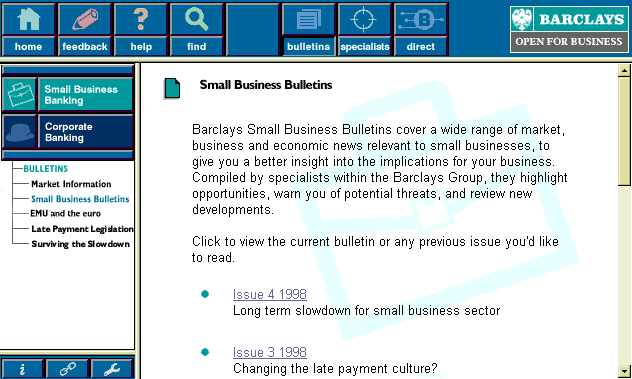 home
feedback
help
find
bulletins
specialists
direct
B
BARCLAYS
OPEN FOR BUSINESS
Small Business
Banking
Corporate
Banking
BULLETINS
Market Information
Small Business Bulletins
EMU and the euro
Late Payment Legislation
Surviving the Slowdown
i
Small Business Bulletins
Barclays Small Business Bulletins cover a wide range of market,
business and economic news relevant to small businesses, to
give you a better insight into the implications for your business.
Compiled by specialists within the Barclays Group, they highlight
opportunities, warn you of potential threats, and review new
developments.
Click to view the current bulletin or any previous issue you'd like
to read.
Issue 4 1998
Long term slowdown for small business sector
Issue 3 1998
Changing the late payment culture?